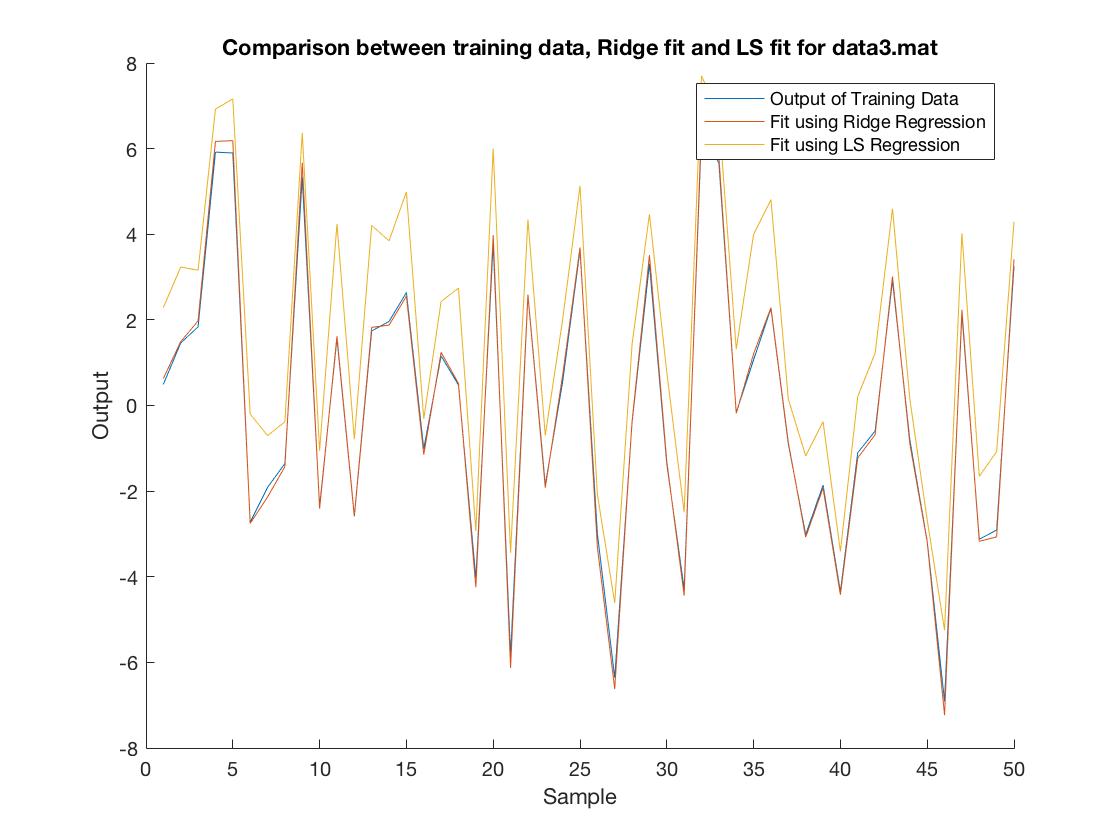 Comparison between training data, Ridge fit and LS fit for data3.mat
8
6
4
2
0
-2
-4
-6
-8
Output
Output of Training Data
Fit using Ridge Regression
Fit using LS Regression
0 5 10 15 20 25 30 35 40 45 50
Sample